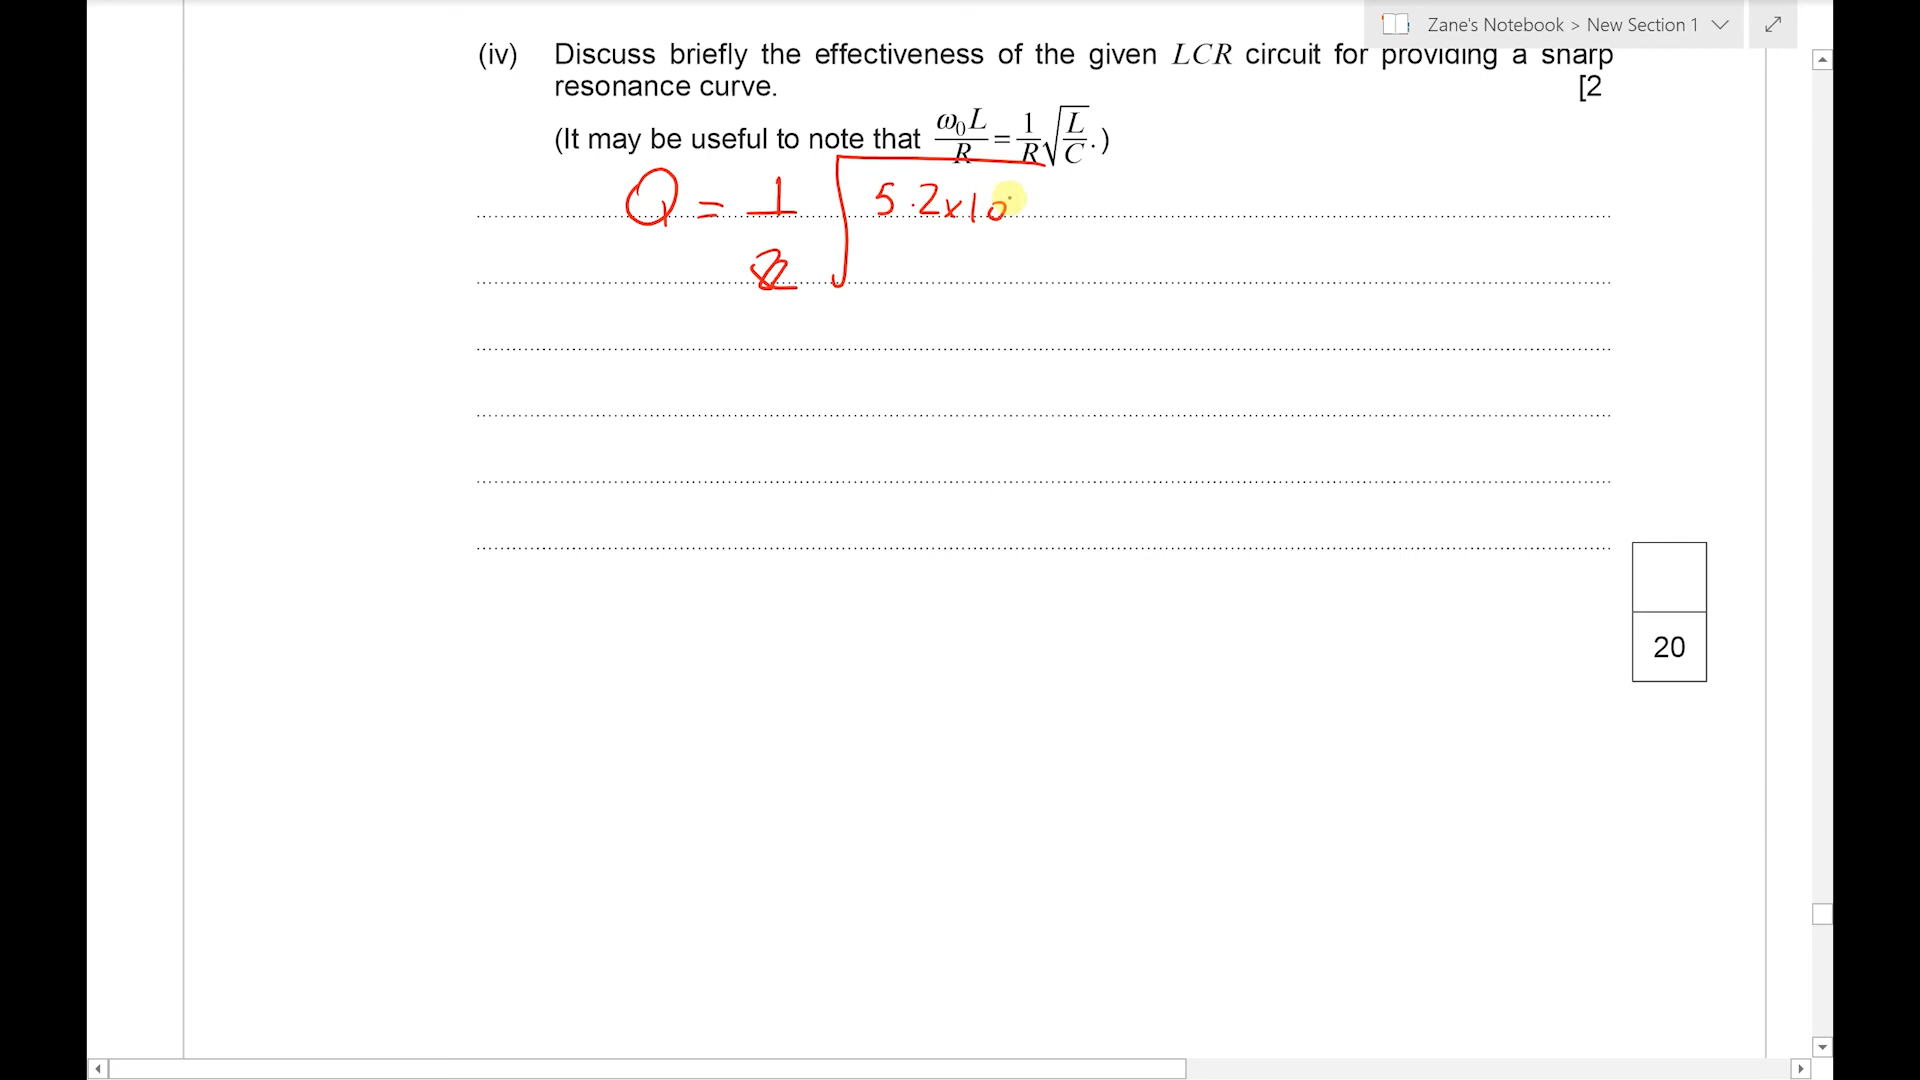 Zane's Notebook > New Section 1
(iv) Discuss briefly the effectiveness of the given LCR circuit for providing a sharp
resonance curve. [2
(It may be useful to note that ω₀L/R = 1/R √(L/C).)
Q = 1/2 √5.2×10
20